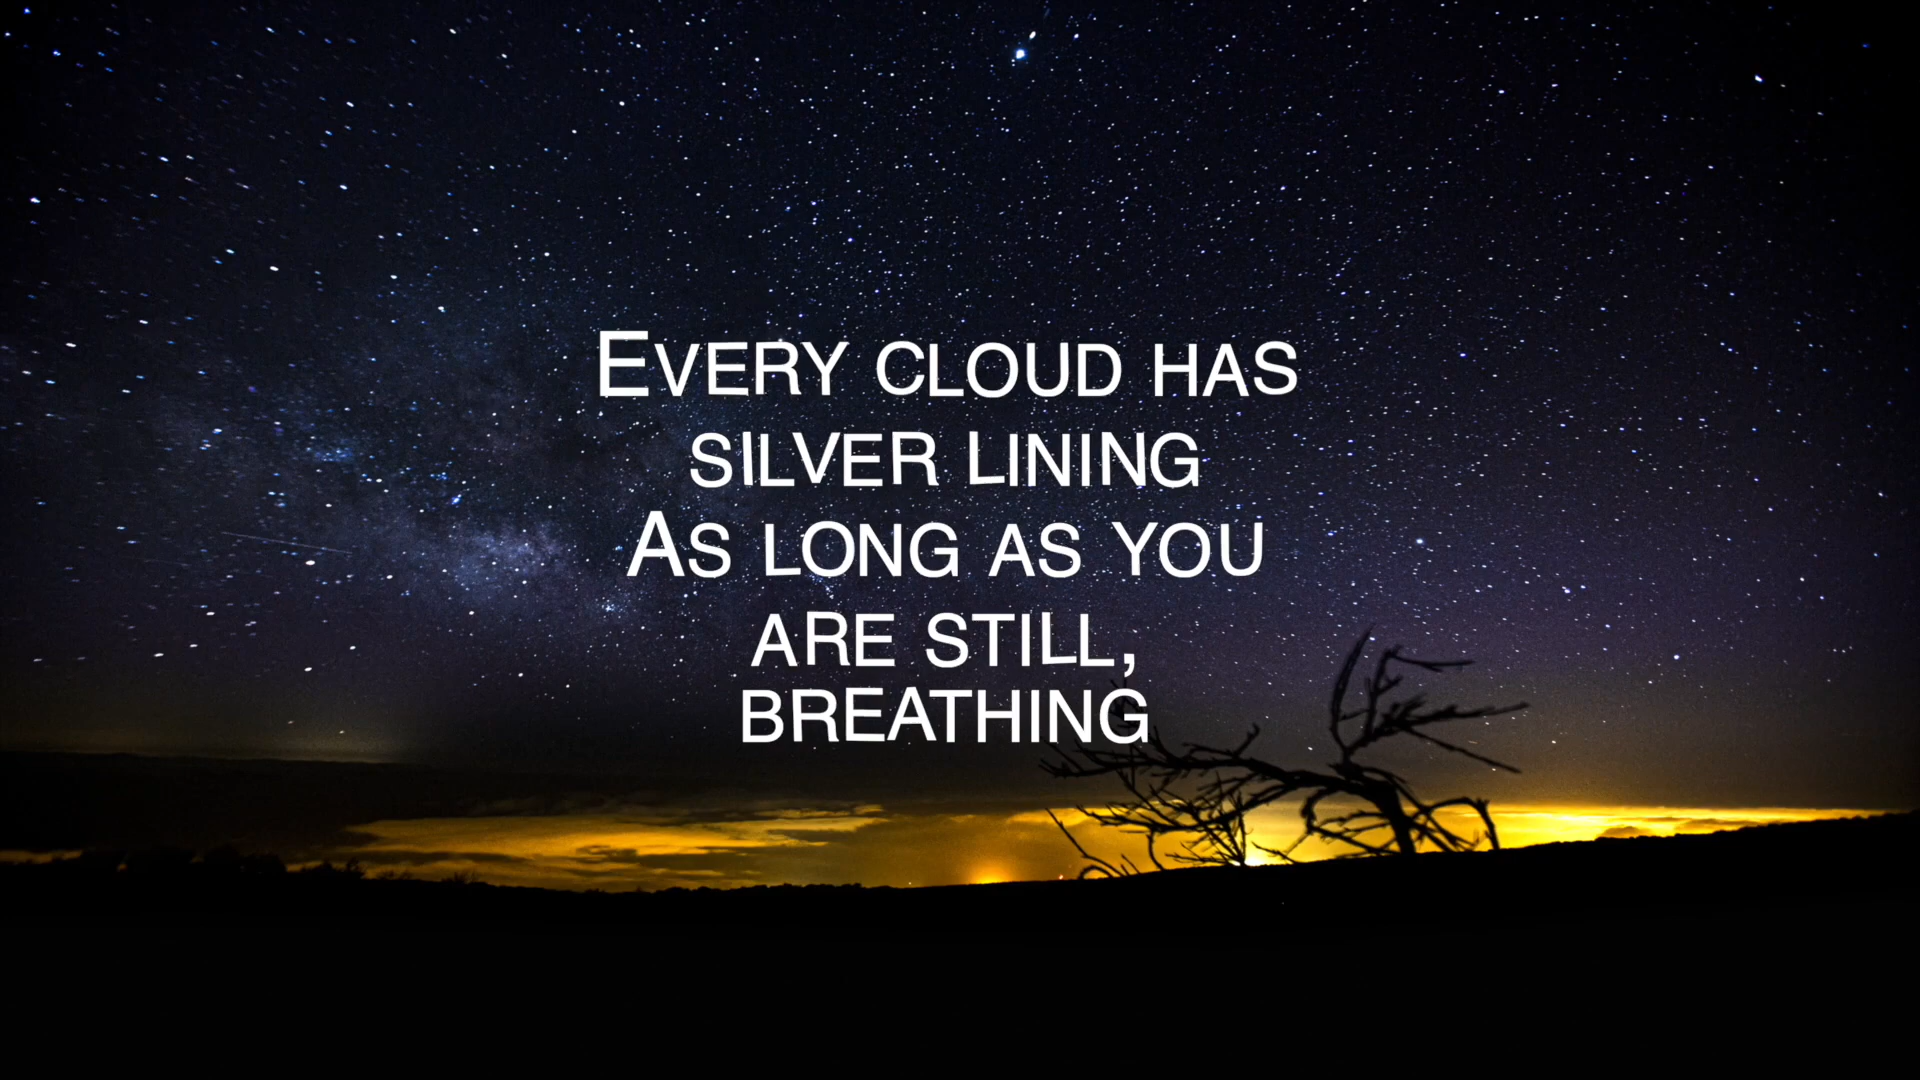 EVERY CLOUD HAS
SILVER LINING
AS LONG AS YOU
ARE STILL,
BREATHING